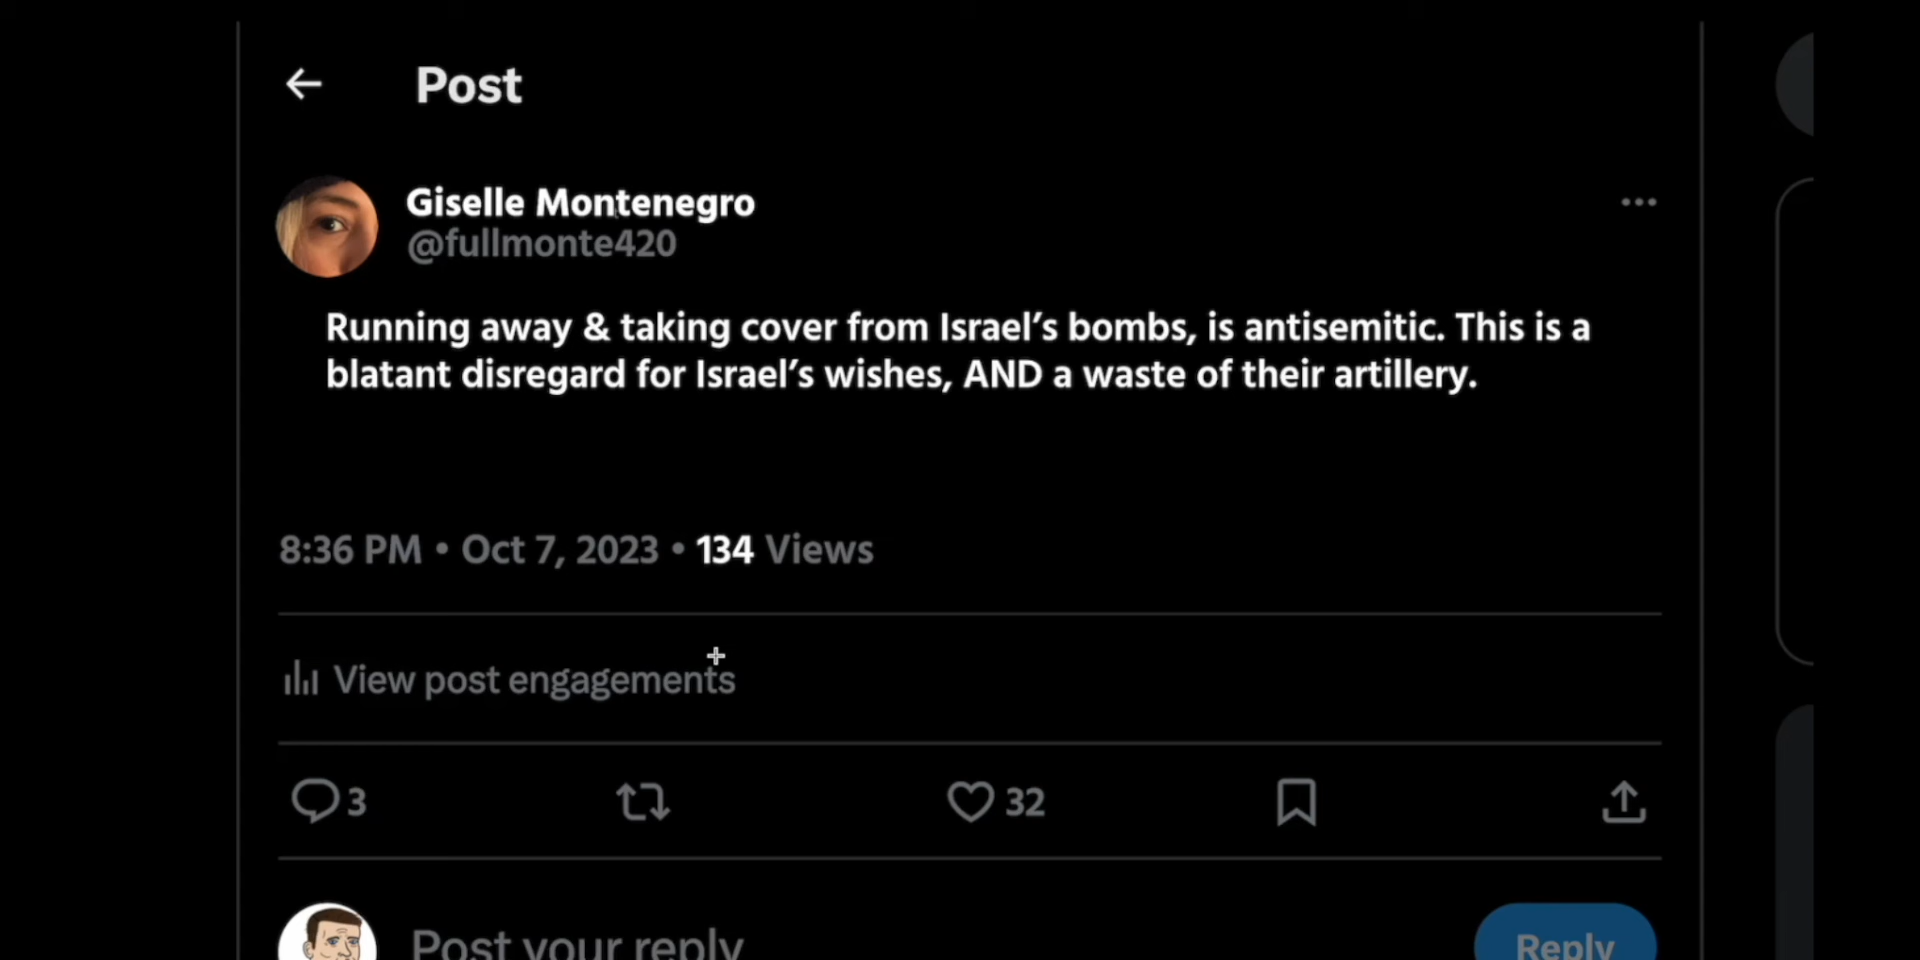 Post
Giselle Montenegro
@fullmonte420
Running away & taking cover from Israel’s bombs, is antisemitic. This is a
blatant disregard for Israel’s wishes, AND a waste of their artillery.
8:36 PM • Oct 7, 2023 • 134 Views
View post engagements
3 32
Post your reply
Reply